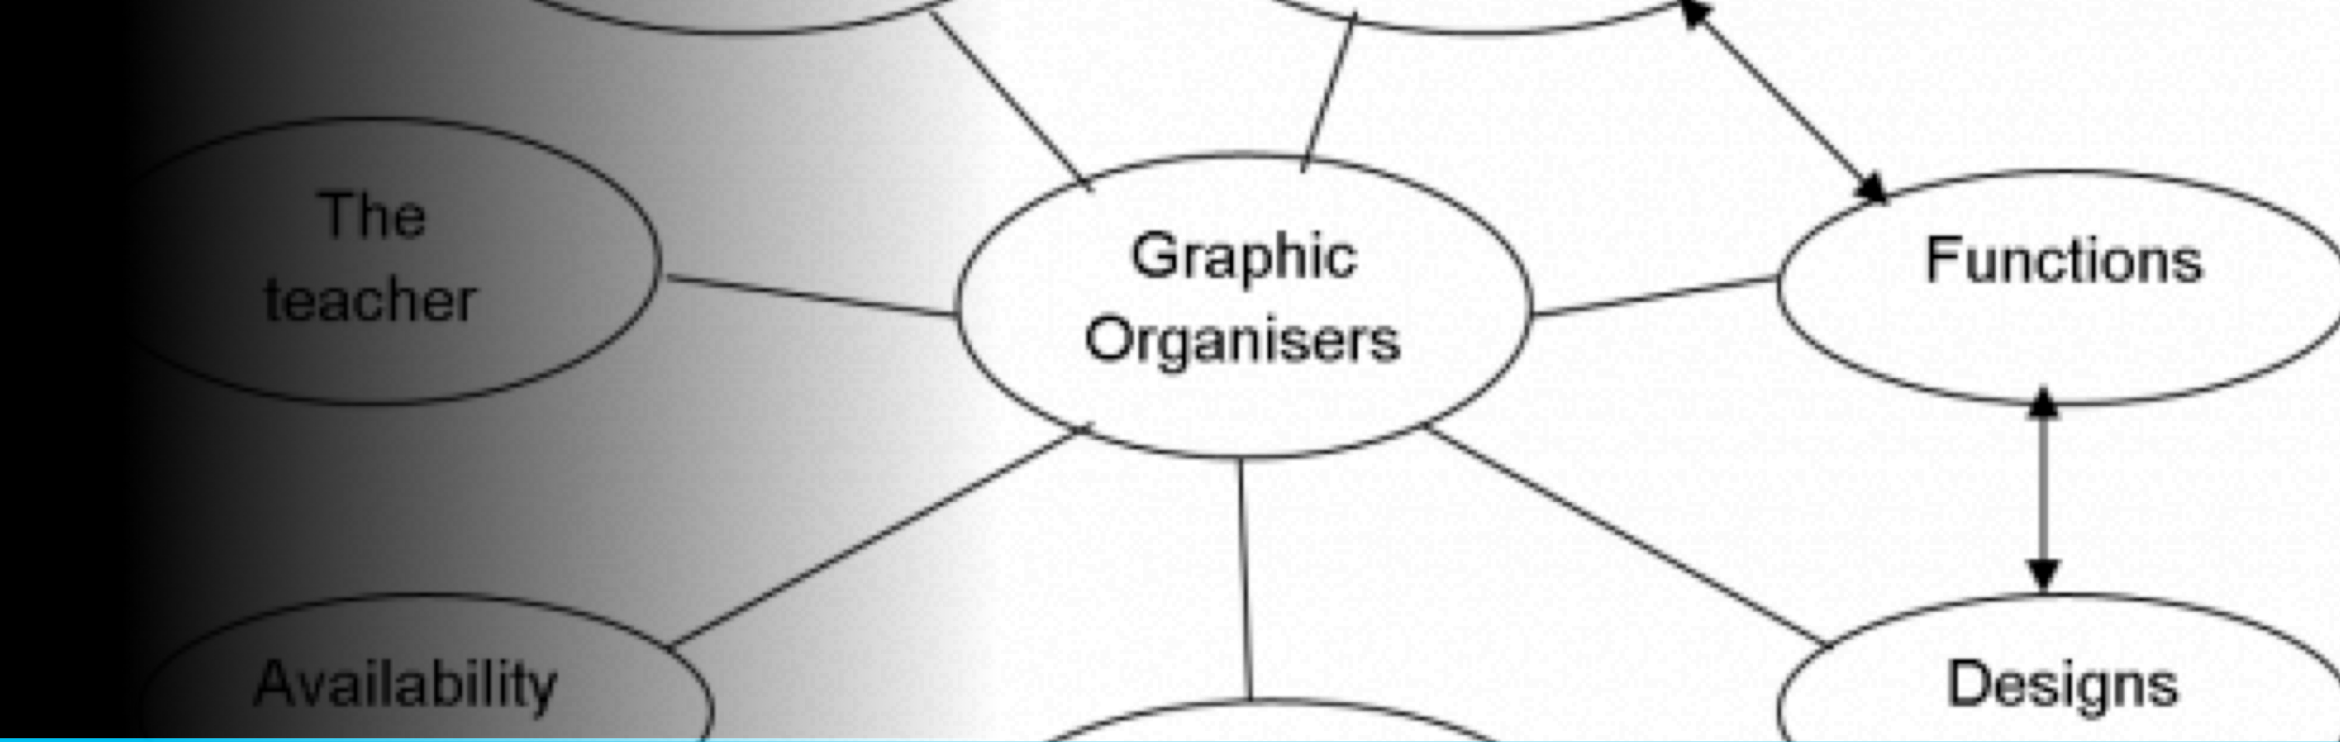 The
teacher
Graphic
Organisers
Functions
Availability
Designs